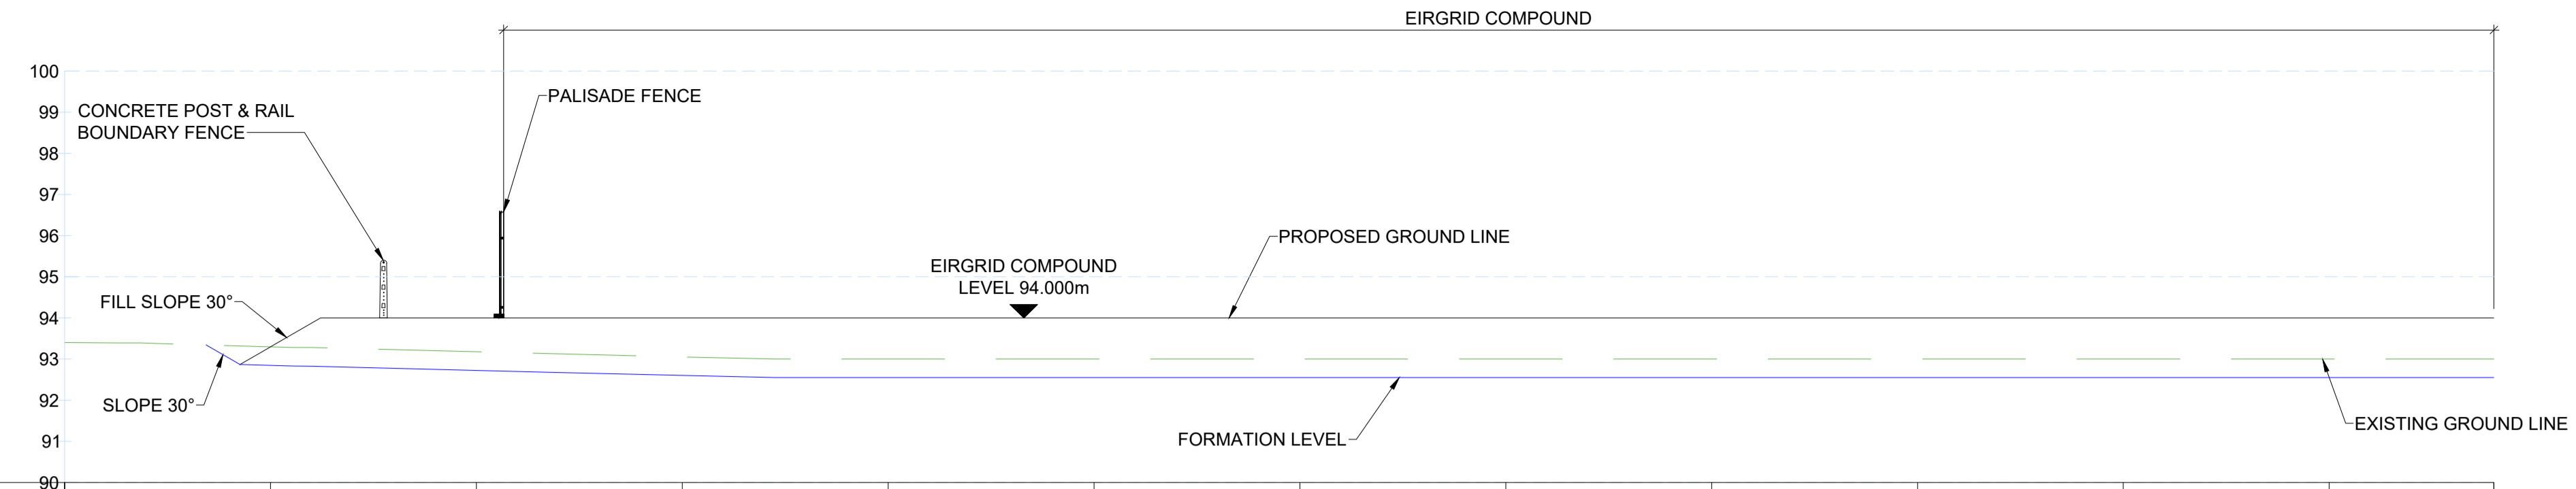 EIRGRID COMPOUND
100
99
98
97
96
95
94
93
92
91
90
CONCRETE POST & RAIL
BOUNDARY FENCE
PALISADE FENCE
FILL SLOPE 30°
SLOPE 30°
EIRGRID COMPOUND
LEVEL 94.000m
PROPOSED GROUND LINE
FORMATION LEVEL
EXISTING GROUND LINE